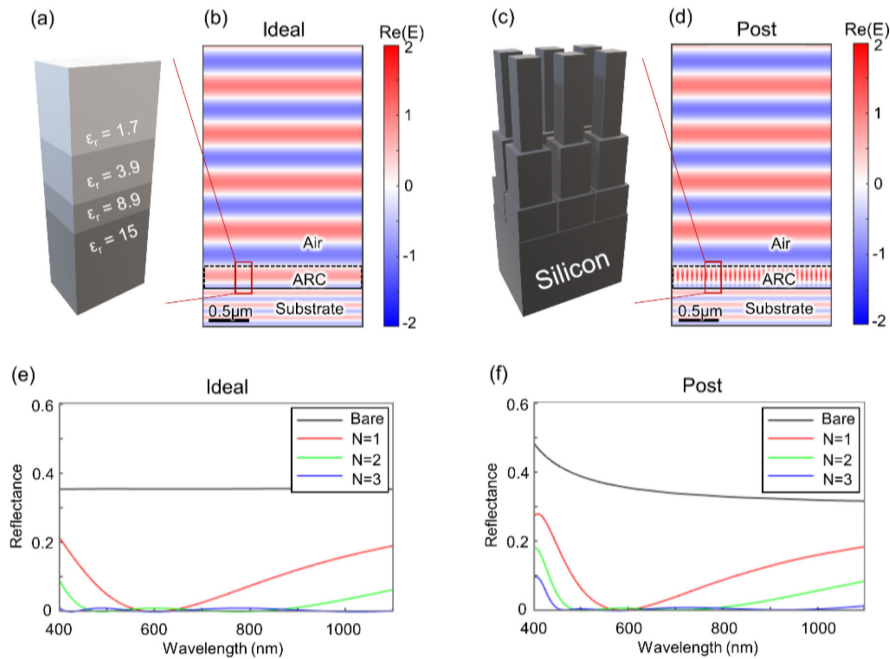 (a)
(b)
Ideal
Re(E)
εr = 1.7
εr = 3.9
εr = 8.9
εr = 15
Air
ARC
Substrate
0.5μm
2
1
0
-1
-2
(c)
(d)
Post
Re(E)
Silicon
Air
ARC
Substrate
0.5μm
2
1
0
-1
-2
(e)
Ideal
0.6
0.4
0.2
0
Reflectance
Bare
N=1
N=2
N=3
400 600 800 1000
Wavelength (nm)
(f)
Post
0.6
0.4
0.2
0
Reflectance
Bare
N=1
N=2
N=3
400 600 800 1000
Wavelength (nm)